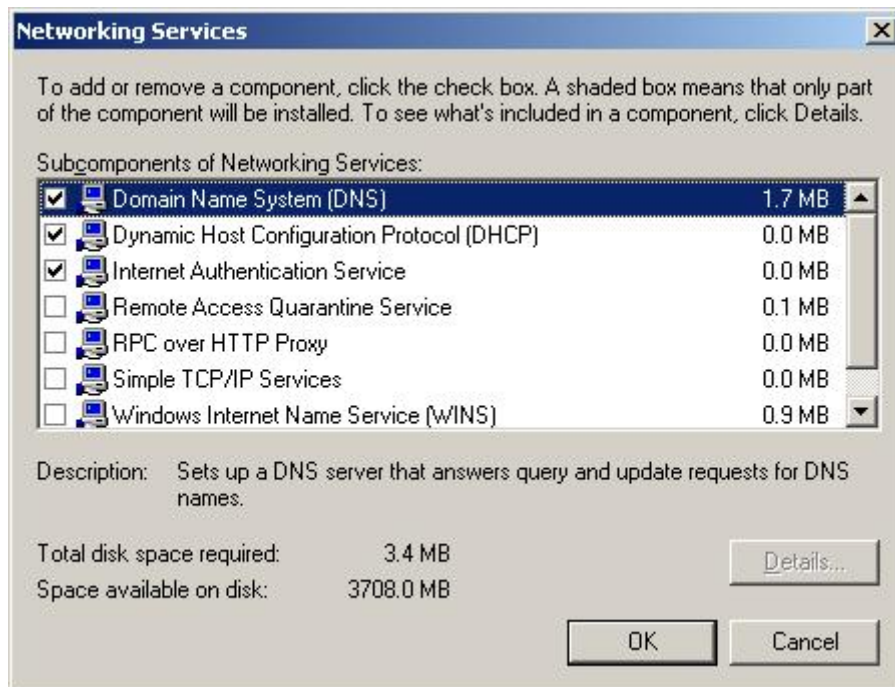 Networking Services
To add or remove a component, click the check box. A shaded box means that only part
of the component will be installed. To see what's included in a component, click Details.
Subcomponents of Networking Services:
Domain Name System (DNS) 1.7 MB
Dynamic Host Configuration Protocol (DHCP) 0.0 MB
Internet Authentication Service 0.0 MB
Remote Access Quarantine Service 0.1 MB
RPC over HTTP Proxy 0.0 MB
Simple TCP/IP Services 0.0 MB
Windows Internet Name Service (WINS) 0.9 MB
Description: Sets up a DNS server that answers query and update requests for DNS
names.
Total disk space required: 3.4 MB
Details...
Space available on disk: 3708.0 MB
OK Cancel